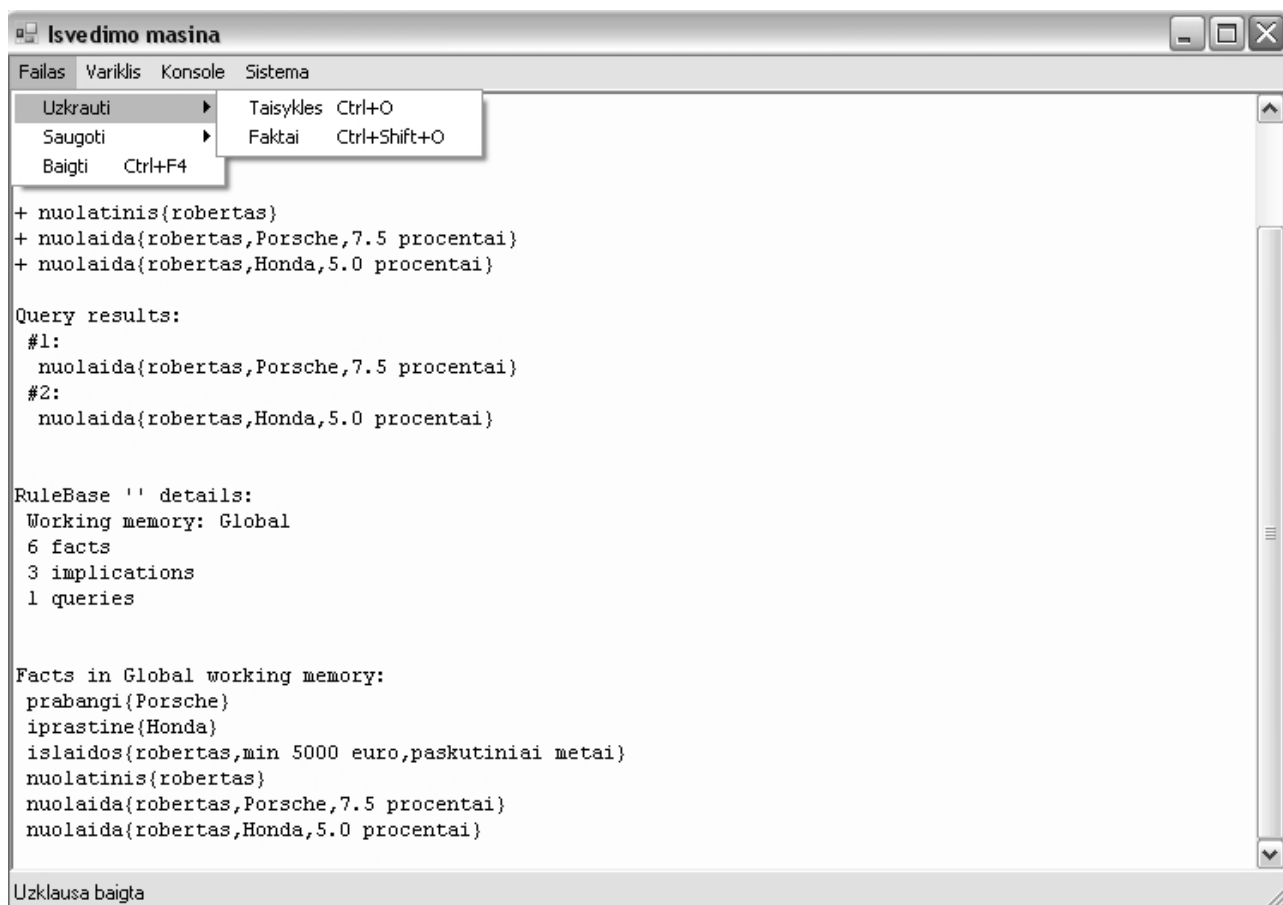 Isvedimo masina
Failas Variklis Konsole Sistema
Uzkrauti Taisykles Ctrl+O
Saugoti Faktai Ctrl+Shift+O
Baigti Ctrl+F4
+ nuolatinis{robertas}
+ nuolaida{robertas,Porsche,7.5 procentai}
+ nuolaida{robertas,Honda,5.0 procentai}
Query results:
#1:
nuolaida{robertas,Porsche,7.5 procentai}
#2:
nuolaida{robertas,Honda,5.0 procentai}
RuleBase '' details:
Working memory: Global
6 facts
3 implications
1 queries
Facts in Global working memory:
prabangi{Porsche}
iprastine{Honda}
islaidos{robertas,min 5000 euro,paskutiniai metai}
nuolatinis{robertas}
nuolaida{robertas,Porsche,7.5 procentai}
nuolaida{robertas,Honda,5.0 procentai}
Uzklausa baigta